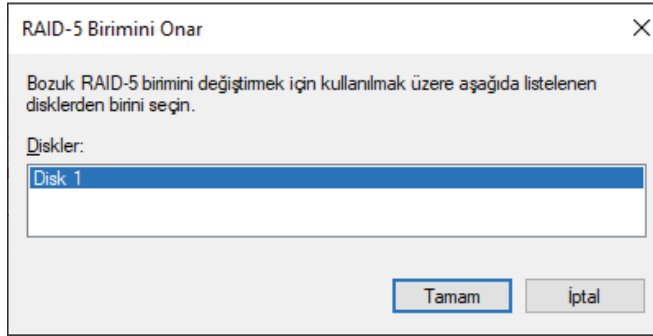 RAID-5 Birimini Onar
Bozuk RAID-5 birimini değiştirmek için kullanılmak üzere aşağıda listelenen
disklerden birini seçin.
Diskler:
Disk 1
Tamam
İptal